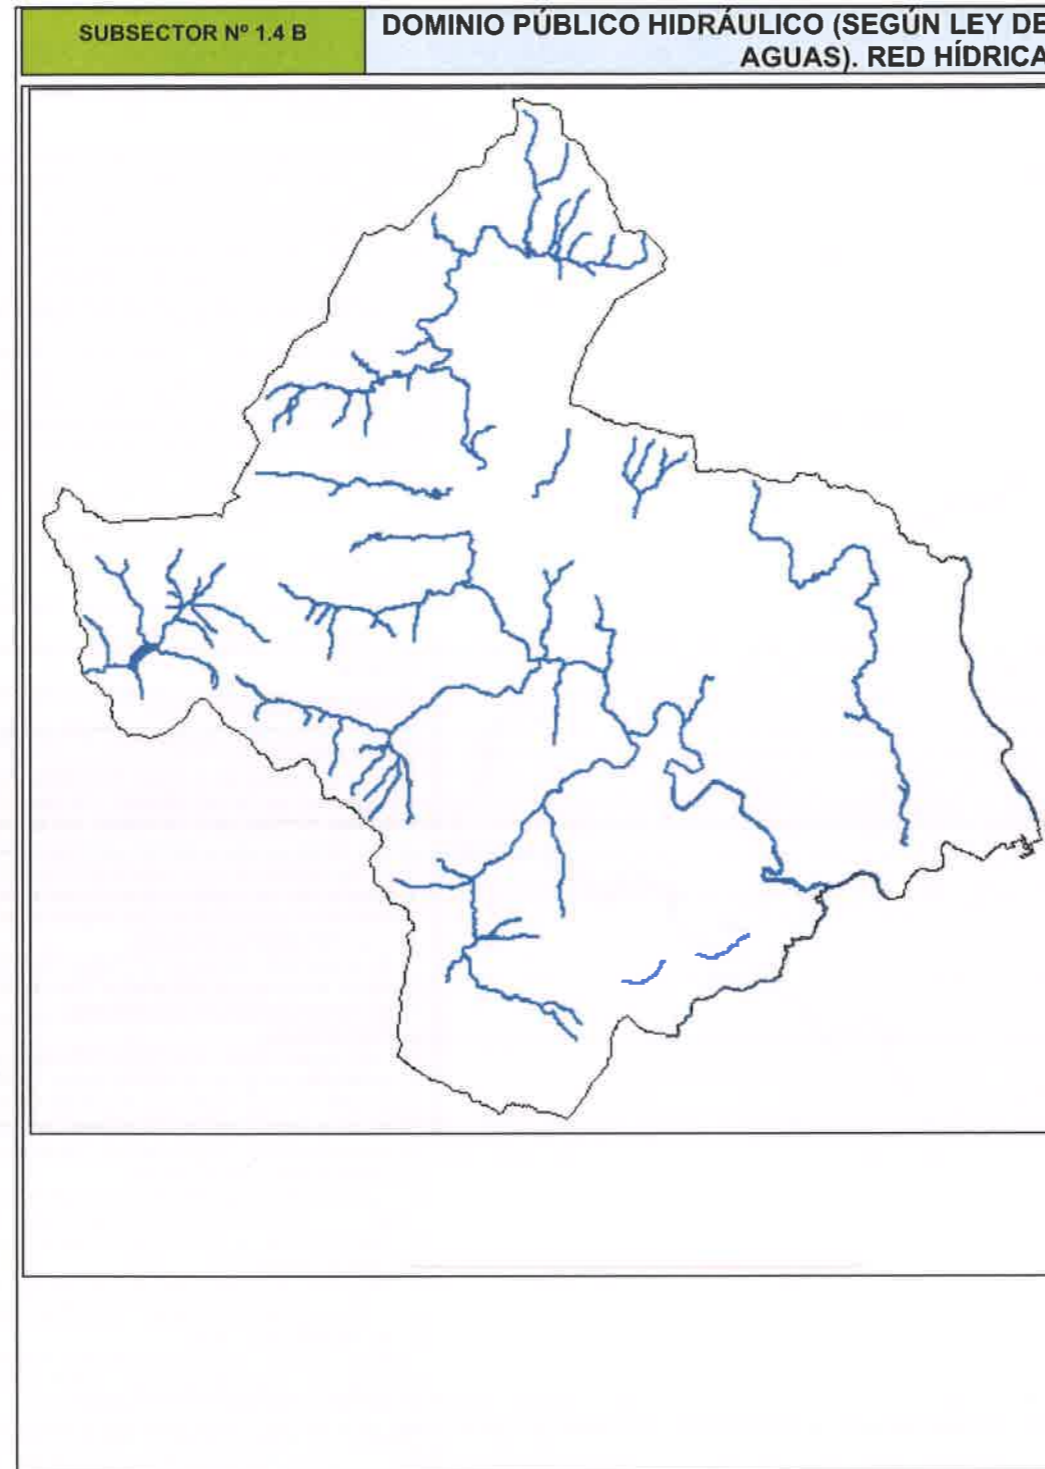 SUBSECTOR Nº 1.4 B
DOMINIO PÚBLICO HIDRÁULICO (SEGÚN LEY DE
AGUAS). RED HÍDRICA